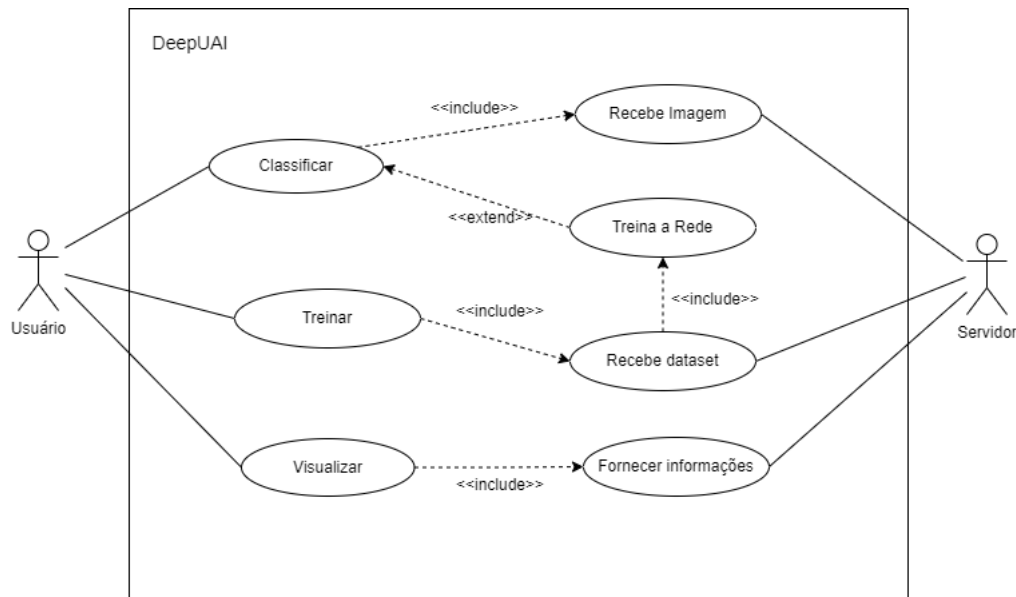 DeepUAI
<<include>>
Recebe Imagem
Classificar
<<extend>>
Treina a Rede
Usuário
Servidor
<<include>>
Treinar
<<include>>
Recebe dataset
Visualizar
<<include>>
Fornecer informações